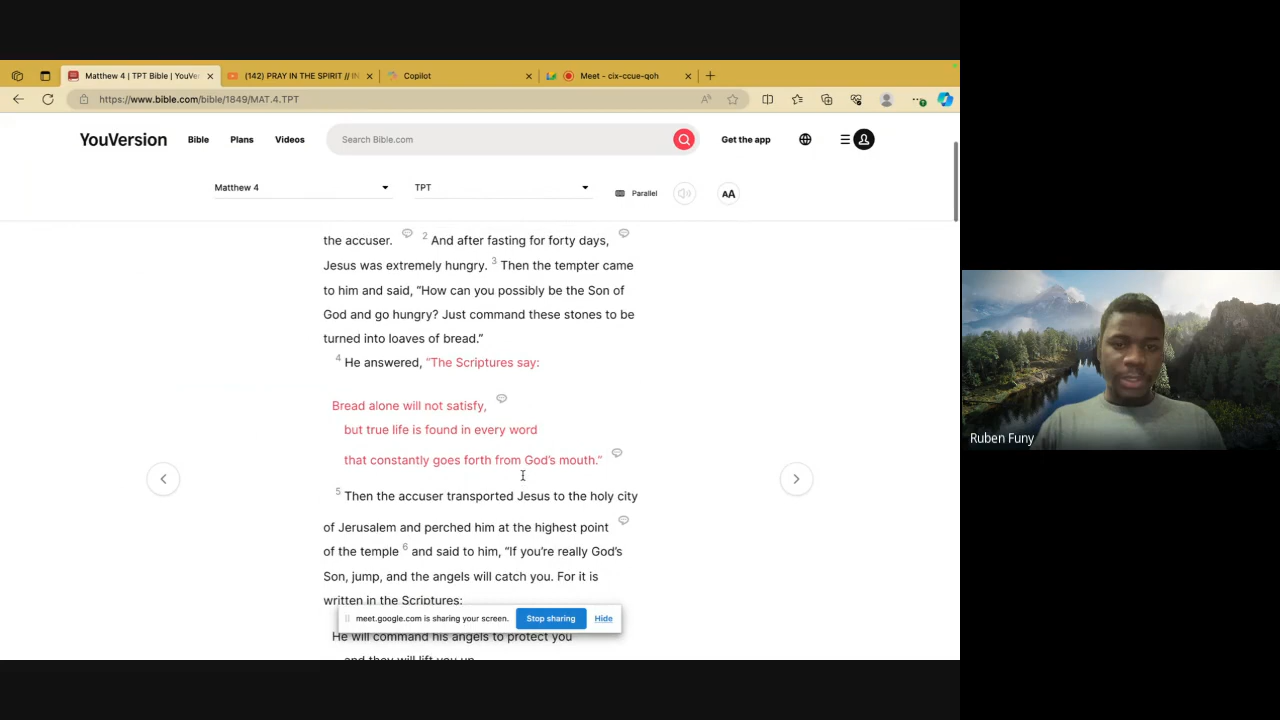 Matthew 4 | TPT Bible | YouVe
(142) PRAY IN THE SPIRIT // IN
Copilot
Meet - cix-ccue-qoh
https://www.bible.com/bible/1849/MAT.4.TPT
YouVersion
Bible
Plans
Videos
Search Bible.com
Get the app
Matthew 4
TPT
Parallel
AA
the accuser. 2 And after fasting for forty days,
Jesus was extremely hungry. 3 Then the tempter came
to him and said, “How can you possibly be the Son of
God and go hungry? Just command these stones to be
turned into loaves of bread.”
4 He answered, “The Scriptures say:
Bread alone will not satisfy,
but true life is found in every word
that constantly goes forth from God’s mouth.”
5 Then the accuser transported Jesus to the holy city
of Jerusalem and perched him at the highest point
of the temple 6 and said to him, “If you’re really God’s
Son, jump, and the angels will catch you. For it is
written in the Scriptures:
meet.google.com is sharing your screen.
Stop sharing
Hide
He will command his angels to protect you
and they will lift you up
Ruben Funy